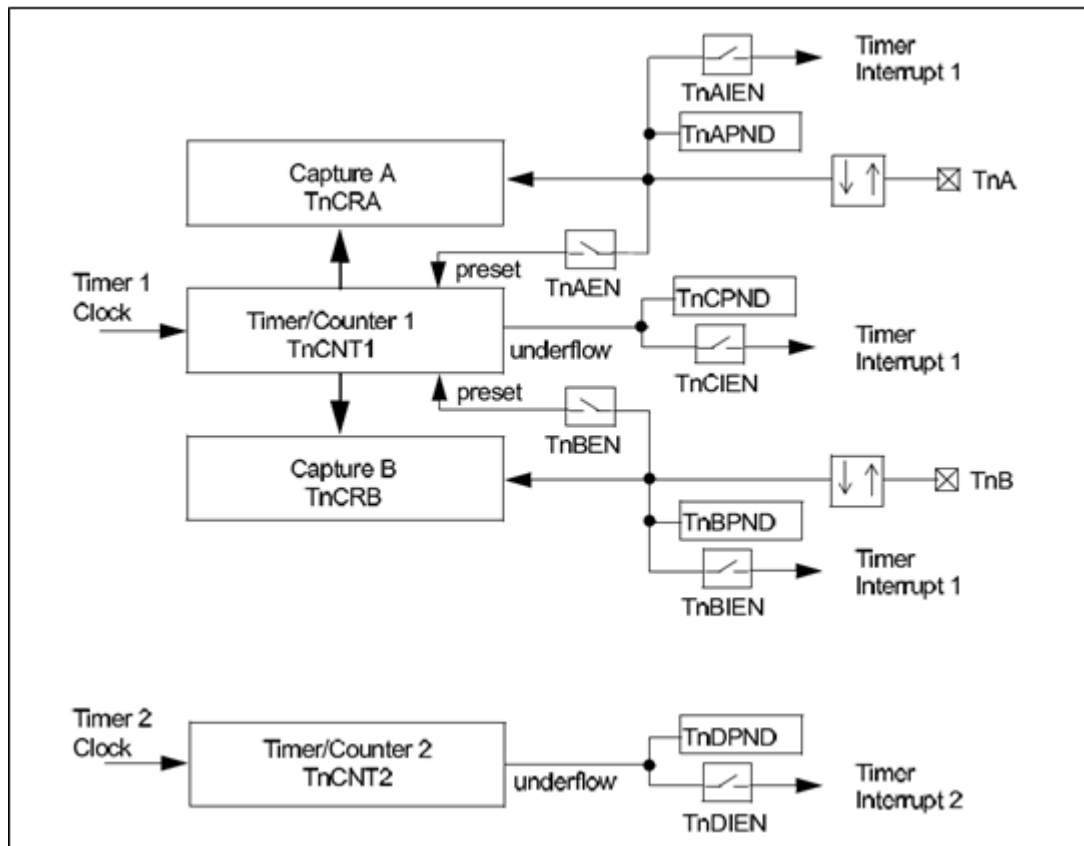 Timer
Interrupt 1
TnAIEN
TnAPND
Capture A
TnCRA
TnA
preset
TnAEN
Timer 1
Clock
TnCPND
Timer/Counter 1
TnCNT1
underflow
Timer
Interrupt 1
TnCIEN
preset
TnBEN
Capture B
TnCRB
TnB
TnBPND
Timer
Interrupt 1
TnBIEN
Timer 2
Clock
TnDPND
Timer/Counter 2
TnCNT2
underflow
Timer
Interrupt 2
TnDIEN